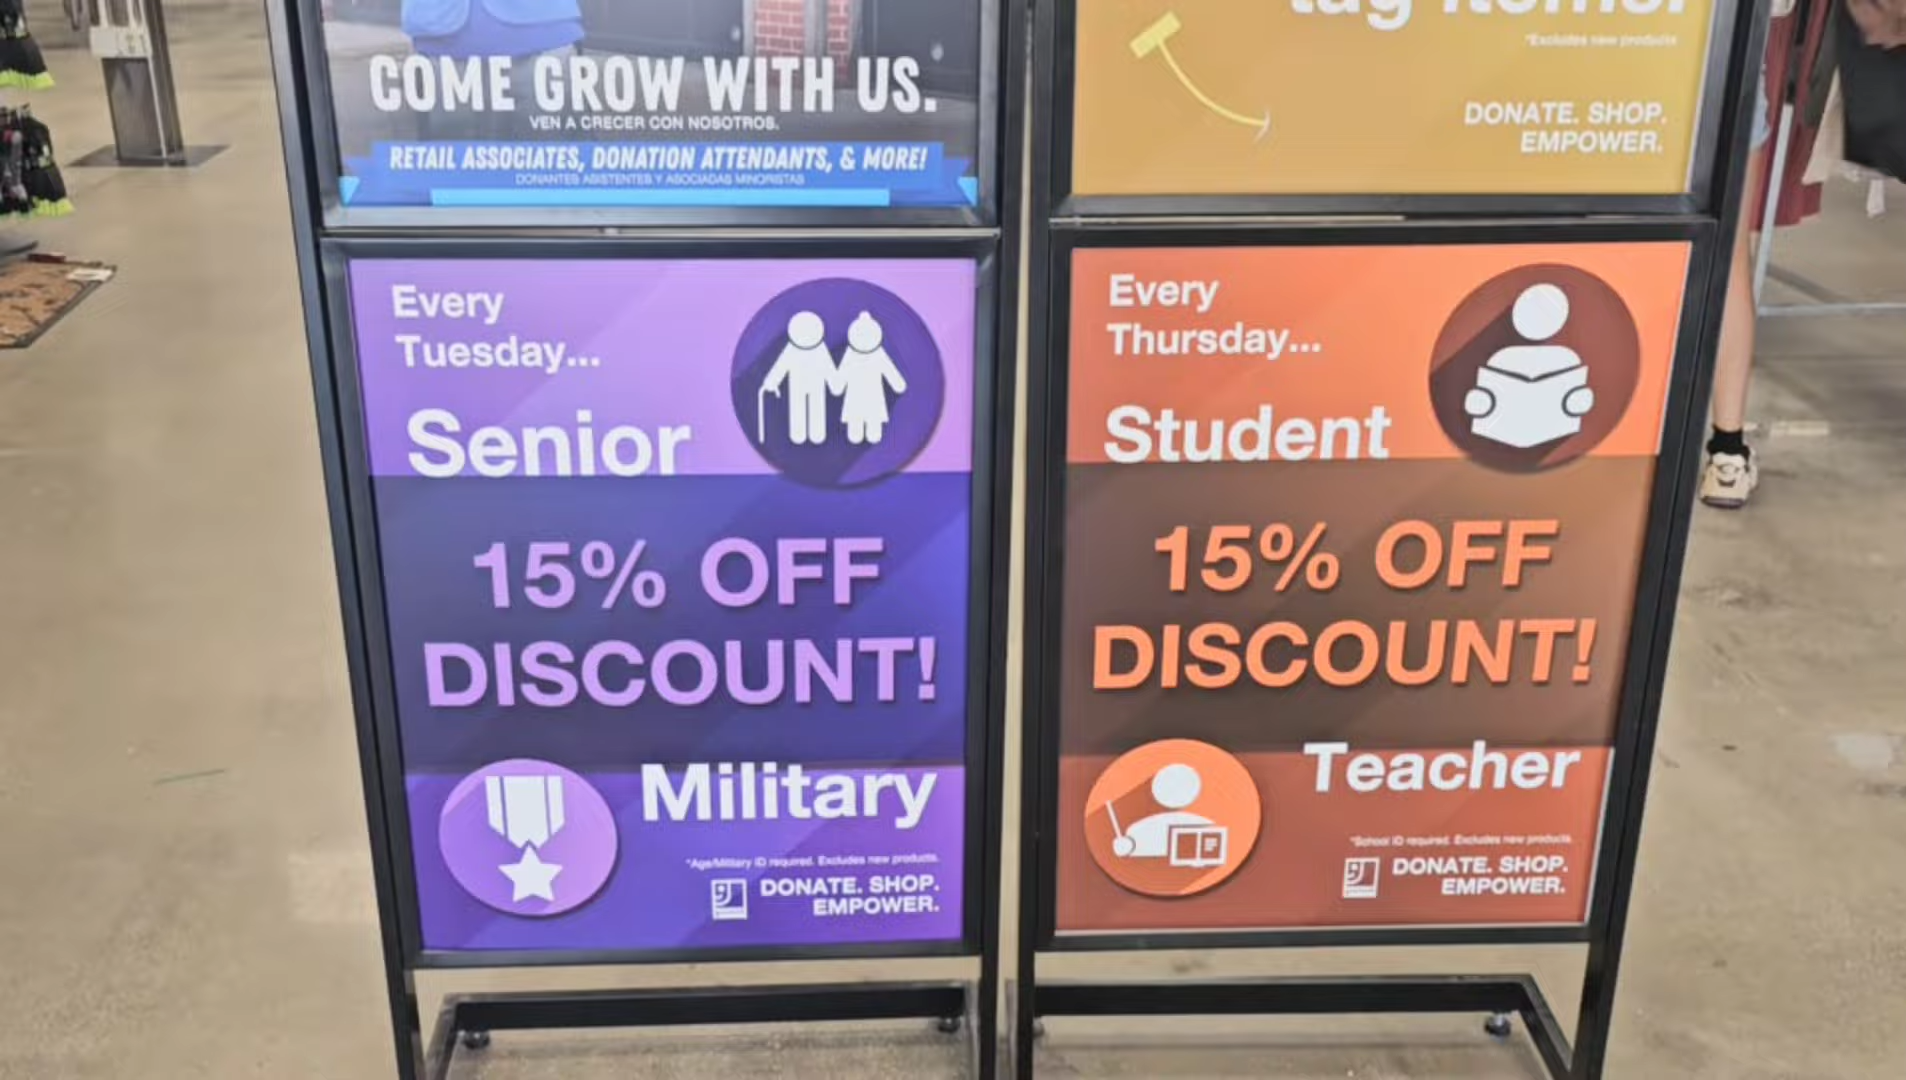 COME GROW WITH US.
VEN A CRECER CON NOSOTROS.
RETAIL ASSOCIATES, DONATION ATTENDANTS, & MORE!
DONANTES ASISTENTES Y ASOCIADAS MINORISTAS
Every
Tuesday...
Senior
15% OFF
DISCOUNT!
Military
*Age/Military ID required. Excludes new products.
DONATE. SHOP.
EMPOWER.
tag items!
*Excludes new products.
DONATE. SHOP.
EMPOWER.
Every
Thursday...
Student
15% OFF
DISCOUNT!
Teacher
*School ID required. Excludes new products.
DONATE. SHOP.
EMPOWER.